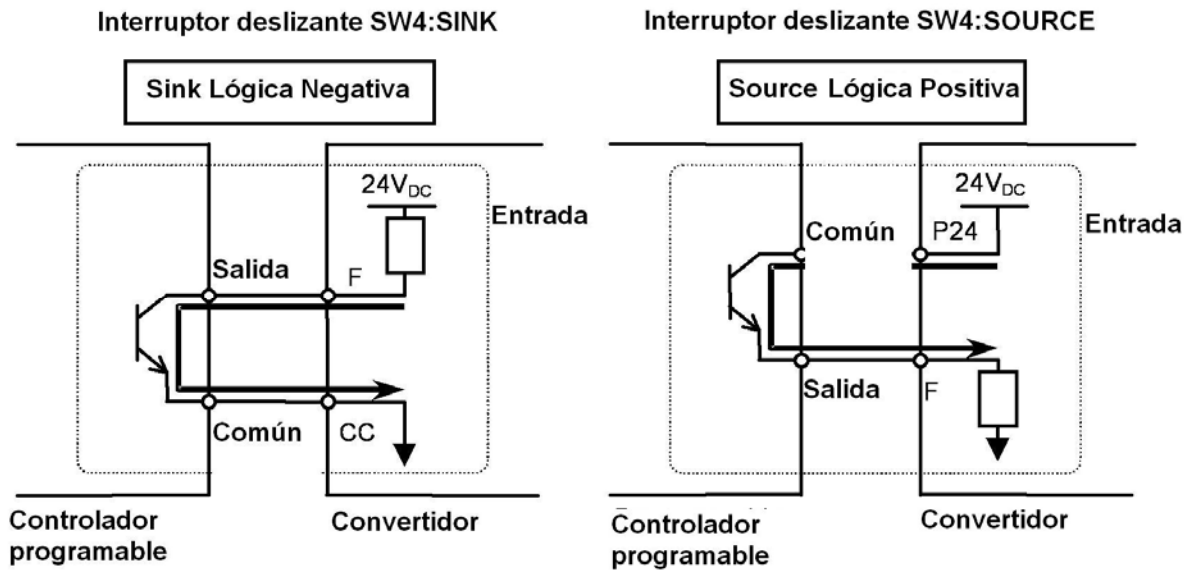 Interruptor deslizante SW4:SINK
Sink Lógica Negativa
24VDC
Entrada
Salida
F
Común
CC
Controlador
programable
Convertidor
Interruptor deslizante SW4:SOURCE
Source Lógica Positiva
24VDC
Común
P24
Entrada
Salida
F
Controlador
programable
Convertidor